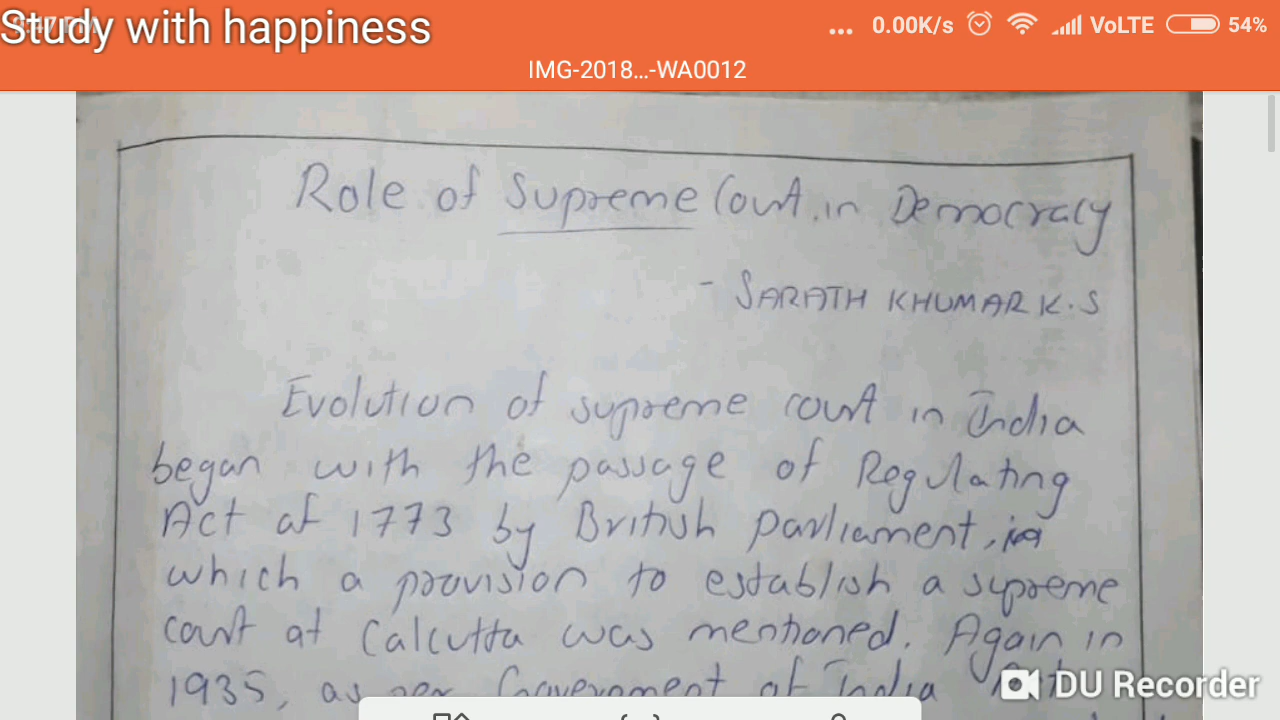 Study with happiness
... 0.00K/s VoLTE 54%
IMG-2018...-WA0012
Role of Supreme Court in Democracy
- SARATH KHUMAR K.S
Evolution of supreme court in India
began with the passage of Regulating
Act of 1773 by British parliament, in
which a provision to establish a supreme
court at Calcutta was mentioned. Again in
1935, as per Government of India
DU Recorder